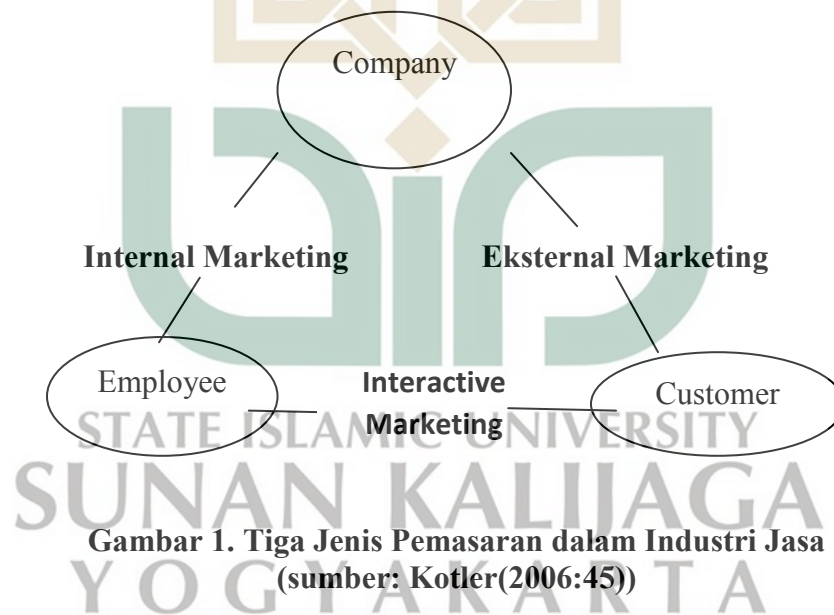 Company
Internal Marketing
Eksternal Marketing
Employee
Interactive
Marketing
Customer
STATE ISLAMIC UNIVERSITY
SUNAN KALIJAGA
YOGYAKARTA
Gambar 1. Tiga Jenis Pemasaran dalam Industri Jasa
(sumber: Kotler(2006:45))